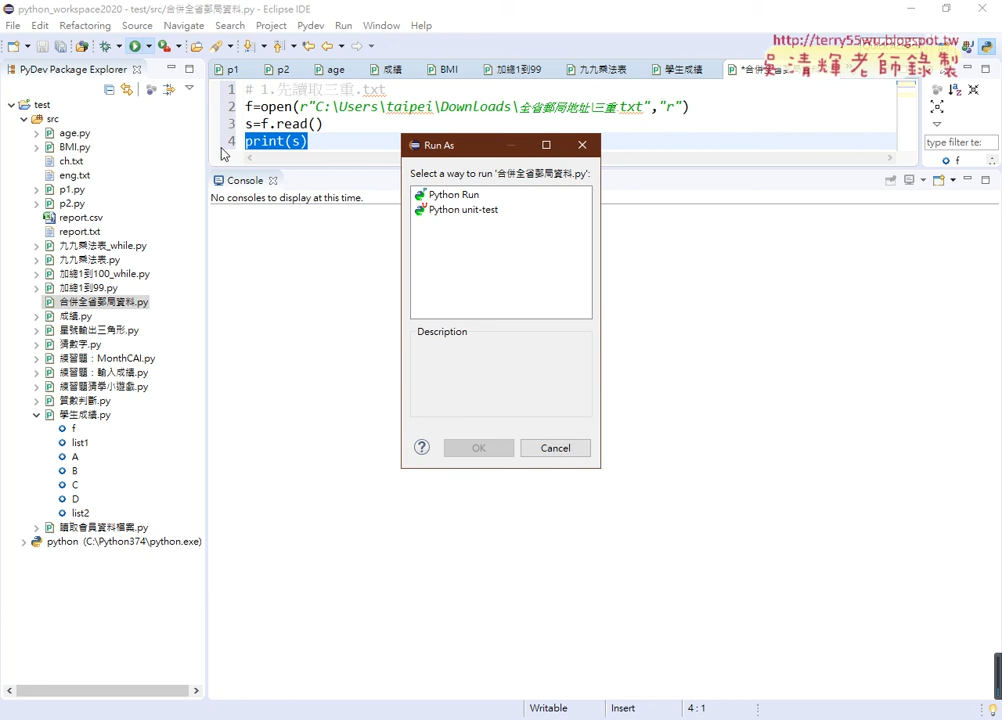 python_workspace2020 - test/src/合併全省郵局資料.py - Eclipse IDE
File Edit Refactoring Source Navigate Search Project Pydev Run Window Help
http://terry55wu.blogspot.tw
吳清輝老師錄製
PyDev Package Explorer
p1 p2 age 成績 BMI 加總1到99 九九乘法表 學生成績
test
src
age.py
BMI.py
ch.txt
eng.txt
p1.py
p2.py
report.csv
report.txt
九九乘法表_while.py
九九乘法表.py
加總1到100_while.py
加總1到99.py
合併全省郵局資料.py
成績.py
星號輸出三角形.py
猜數字.py
練習題：MonthCAI.py
練習題：輸入成績.py
練習題猜拳小遊戲.py
質數判斷.py
學生成績.py
f
list1
A
B
C
D
list2
讀取會員資料檔案.py
python (C:\Python374\python.exe)
1 # 1.先讀取三重.txt
2 f=open(r"C:\Users\taipei\Downloads\全省郵局地址\三重.txt","r")
3 s=f.read()
4 print(s)
type filter te:
f
Console
No consoles to display at this time.
Run As
Select a way to run '合併全省郵局資料.py':
Python Run
Python unit-test
Description
OK Cancel
Writable Insert 4 : 1